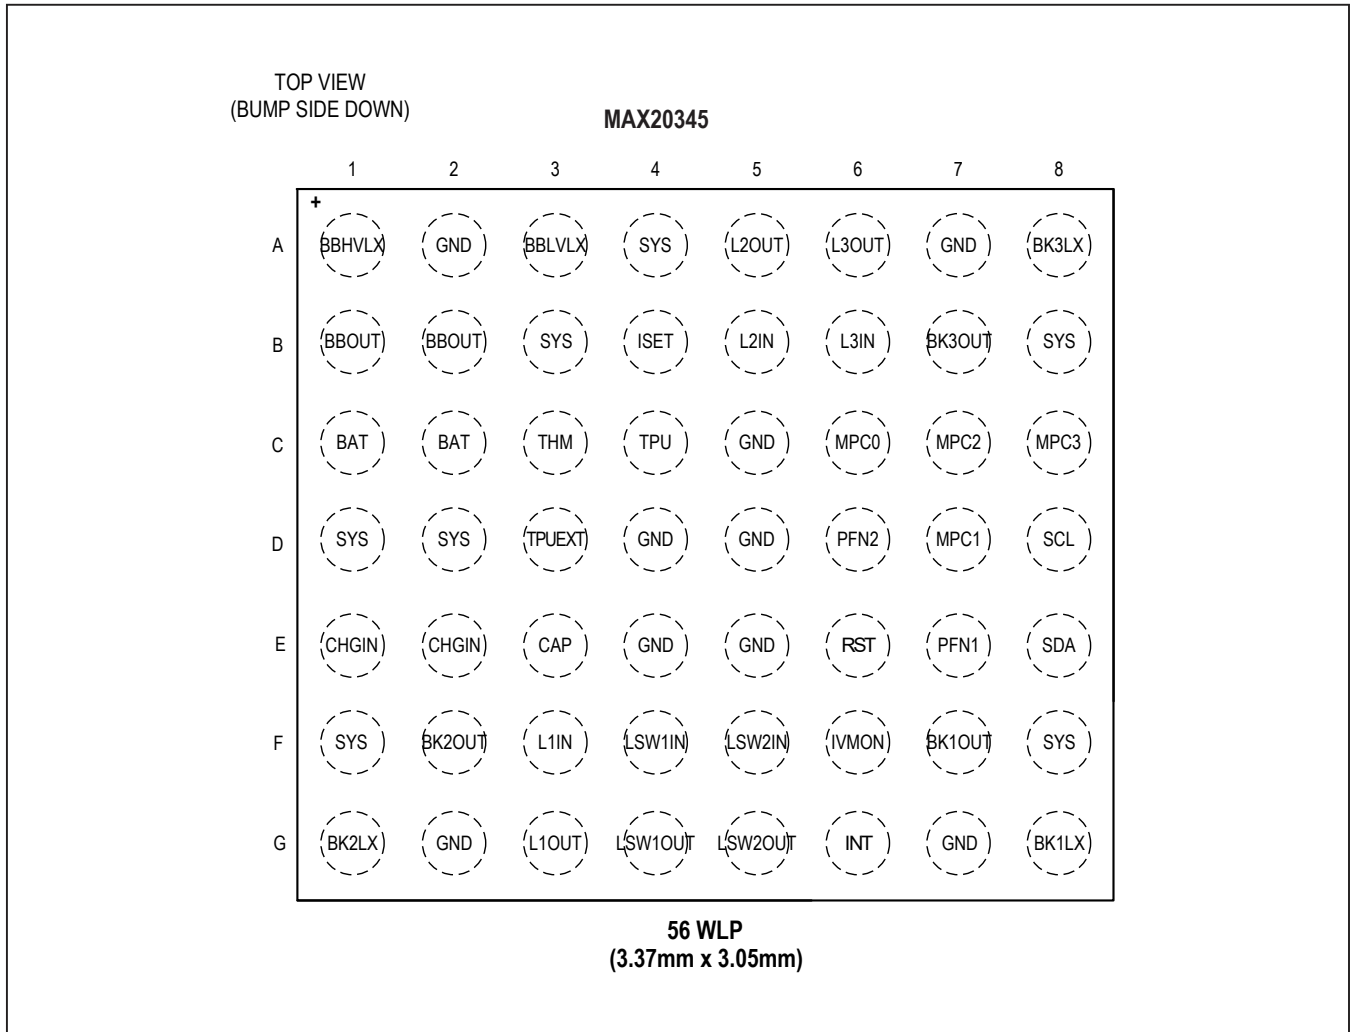 TOP VIEW
(BUMP SIDE DOWN)
MAX20345
1 2 3 4 5 6 7 8
+
A BBHVLX GND BBLVLX SYS L2OUT L3OUT GND BK3LX
B BBOUT BBOUT SYS ISET L2IN L3IN BK3OUT SYS
C BAT BAT THM TPU GND MPC0 MPC2 MPC3
D SYS SYS TPUEXT GND GND PFN2 MPC1 SCL
E CHGIN CHGIN CAP GND GND RST PFN1 SDA
F SYS BK2OUT L1IN LSW1IN LSW2IN IVMON BK1OUT SYS
G BK2LX GND L1OUT LSW1OUT LSW2OUT INT GND BK1LX
56 WLP
(3.37mm x 3.05mm)